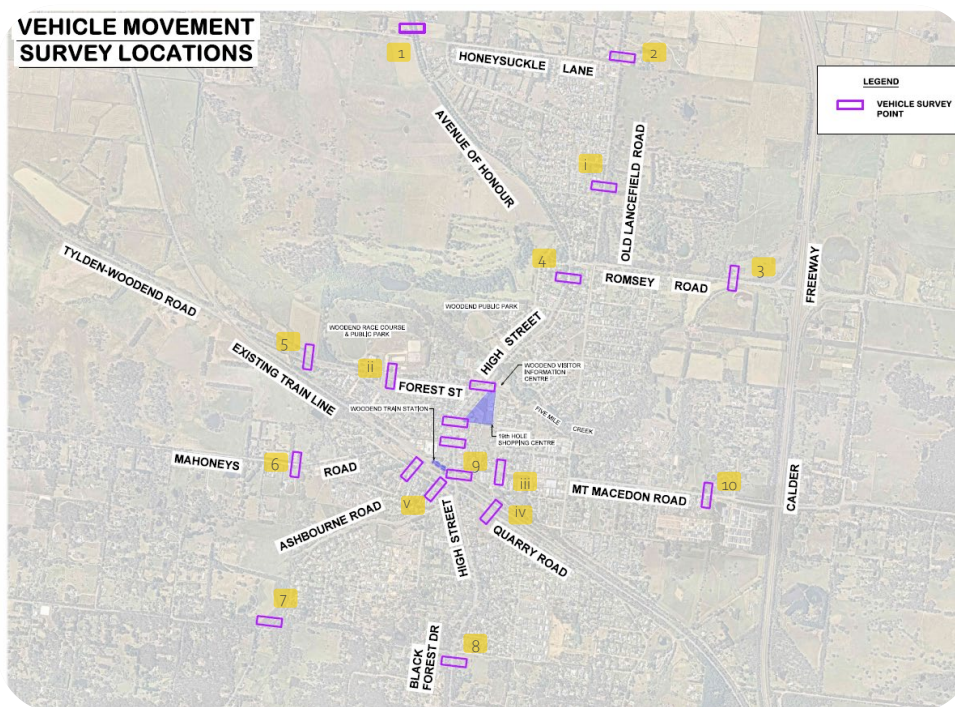 VEHICLE MOVEMENT
SURVEY LOCATIONS
1
HONEYSUCKLE LANE
2
LEGEND
VEHICLE SURVEY
POINT
AVENUE OF HONOUR
i
OLD LANCEFIELD ROAD
4
ROMSEY ROAD
3
FREEWAY
TYLDEN-WOODEND ROAD
WOODEND PUBLIC PARK
HIGH STREET
5
WOODEND RACE COURSE
& PUBLIC PARK
ii
EXISTING TRAIN LINE
FOREST ST
WOODEND VISITOR
INFORMATION
CENTRE
WOODEND TRAIN STATION
FIVE MILE CREEK
19th HOLE
SHOPPING CENTRE
MAHONEYS ROAD
6
9
iii
MT MACEDON ROAD
10
CALDER
v
iv
ASHBOURNE ROAD
HIGH STREET
QUARRY ROAD
7
8
BLACK
FOREST DR